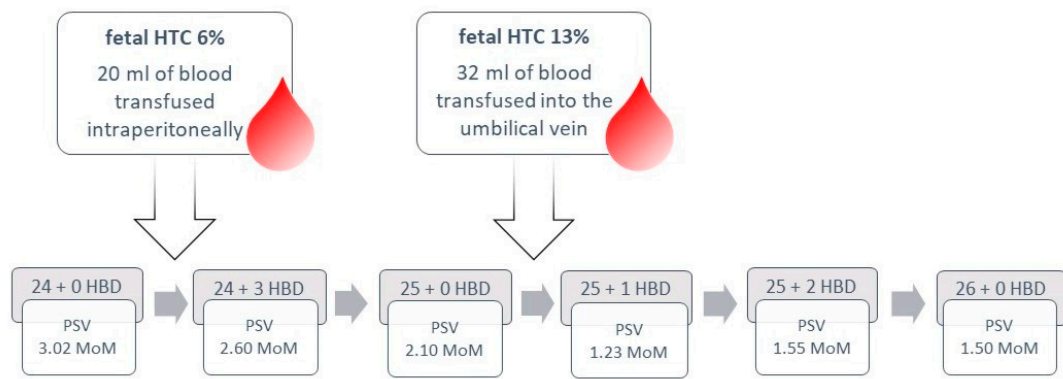 fetal HTC 6%
20 ml of blood
transfused
intraperitoneally
fetal HTC 13%
32 ml of blood
transfused into the
umbilical vein
24 + 0 HBD
PSV
3.02 MoM
24 + 3 HBD
PSV
2.60 MoM
25 + 0 HBD
PSV
2.10 MoM
25 + 1 HBD
PSV
1.23 MoM
25 + 2 HBD
PSV
1.55 MoM
26 + 0 HBD
PSV
1.50 MoM